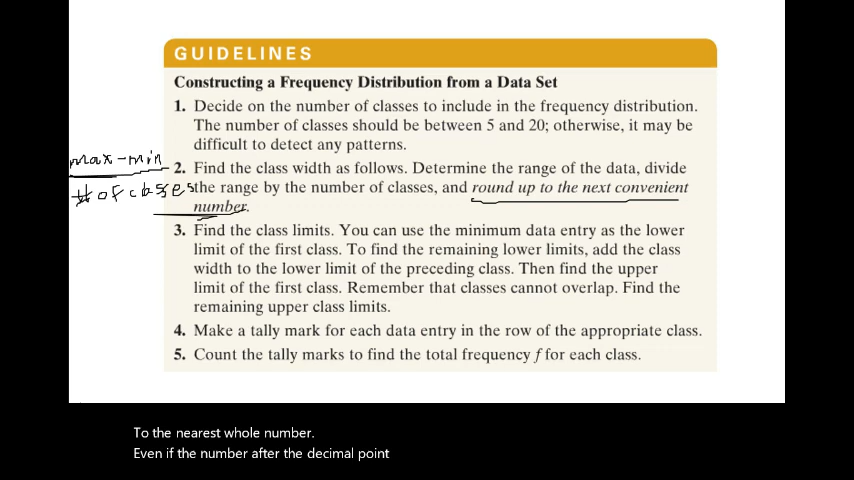 GUIDELINES
Constructing a Frequency Distribution from a Data Set
1. Decide on the number of classes to include in the frequency distribution.
The number of classes should be between 5 and 20; otherwise, it may be
difficult to detect any patterns.
max-min
# of classes
2. Find the class width as follows. Determine the range of the data, divide
the range by the number of classes, and round up to the next convenient
number.
3. Find the class limits. You can use the minimum data entry as the lower
limit of the first class. To find the remaining lower limits, add the class
width to the lower limit of the preceding class. Then find the upper
limit of the first class. Remember that classes cannot overlap. Find the
remaining upper class limits.
4. Make a tally mark for each data entry in the row of the appropriate class.
5. Count the tally marks to find the total frequency f for each class.
To the nearest whole number.
Even if the number after the decimal point